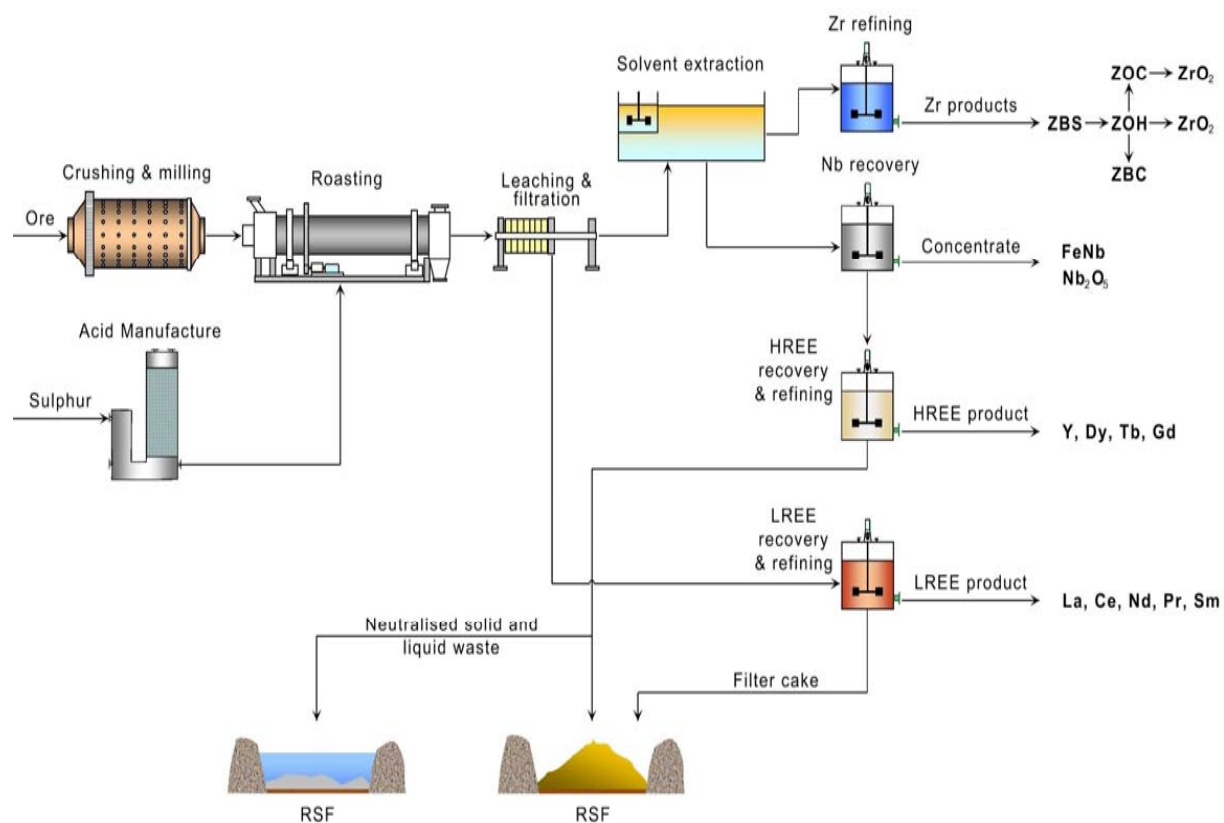 Zr refining
Solvent extraction
ZOC → ZrO₂
Zr products
ZBS → ZOH → ZrO₂
Crushing & milling
Roasting
Leaching &
filtration
Nb recovery
ZBC
Ore
Concentrate
FeNb
Nb₂O₅
Acid Manufacture
HREE
recovery
& refining
Sulphur
HREE product
Y, Dy, Tb, Gd
LREE
recovery
& refining
LREE product
La, Ce, Nd, Pr, Sm
Neutralised solid and
liquid waste
Filter cake
RSF
RSF